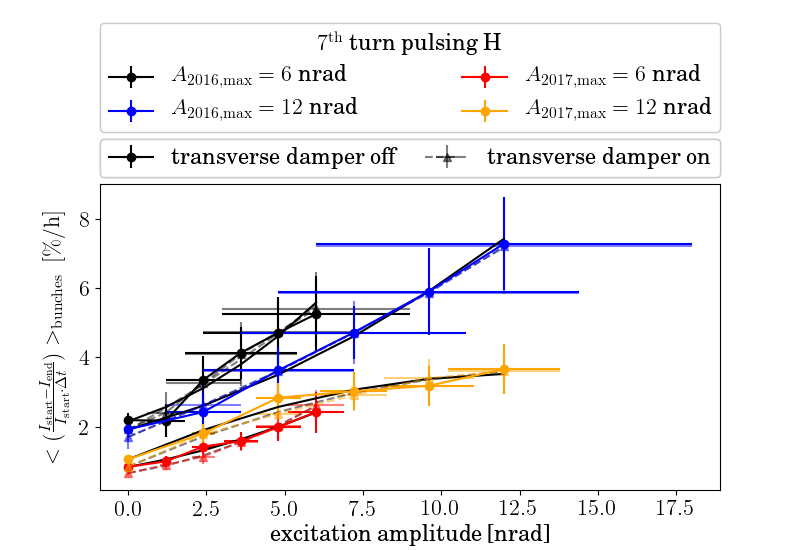 7th turn pulsing H
A2016,max = 6 nrad
A2017,max = 6 nrad
A2016,max = 12 nrad
A2017,max = 12 nrad
transverse damper off
transverse damper on
< (Istart−Iend / Istart·Δt) >bunches [%/h]
8
6
4
2
0.0 2.5 5.0 7.5 10.0 12.5 15.0 17.5
excitation amplitude [nrad]